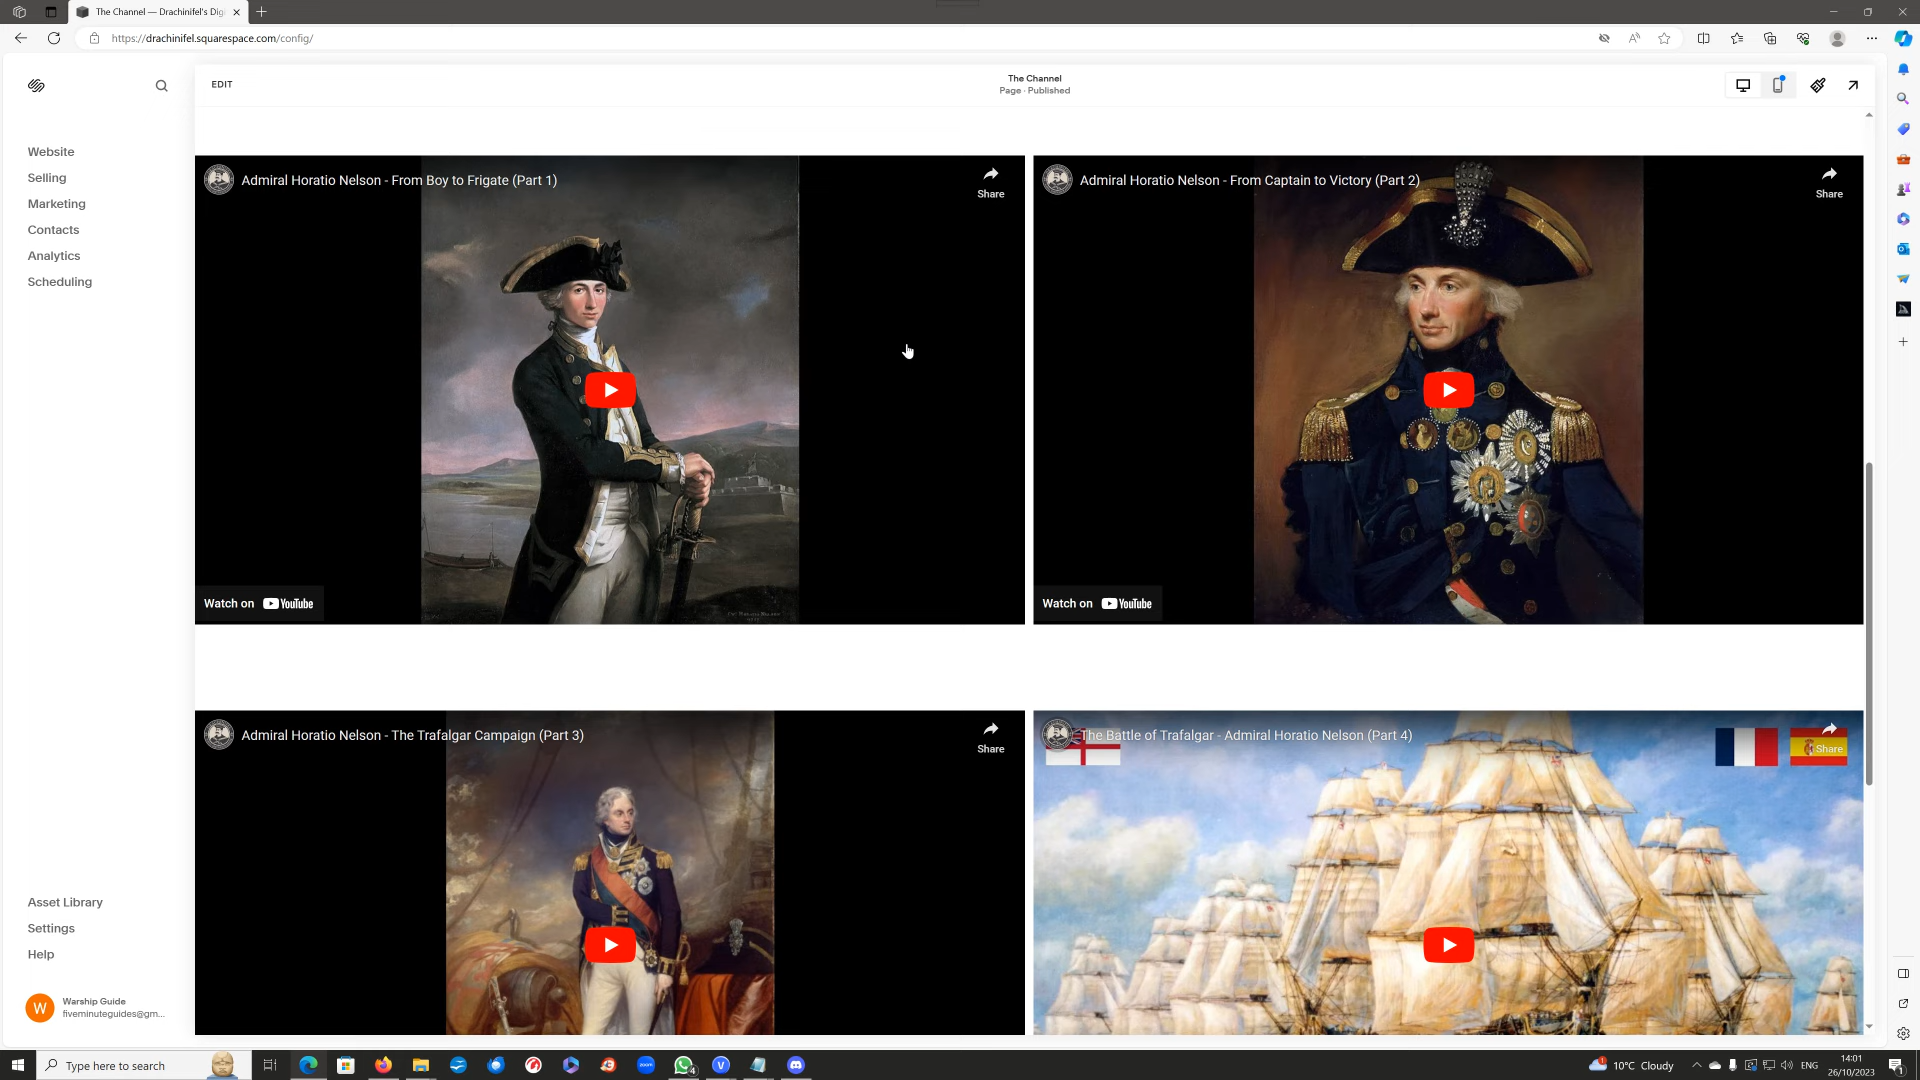 The Channel — Drachinifel's Dig
https://drachinifel.squarespace.com/config/
EDIT
The Channel
Page · Published
Website
Selling
Marketing
Contacts
Analytics
Scheduling
Admiral Horatio Nelson - From Boy to Frigate (Part 1)
Share
Watch on YouTube
Admiral Horatio Nelson - From Captain to Victory (Part 2)
Share
Watch on YouTube
Admiral Horatio Nelson - The Trafalgar Campaign (Part 3)
Share
The Battle of Trafalgar - Admiral Horatio Nelson (Part 4)
Share
Asset Library
Settings
Help
W
Warship Guide
fiveminuteguides@gm...
Type here to search
zoom
4
V
1
10°C Cloudy
ENG
14:01
26/10/2023
1